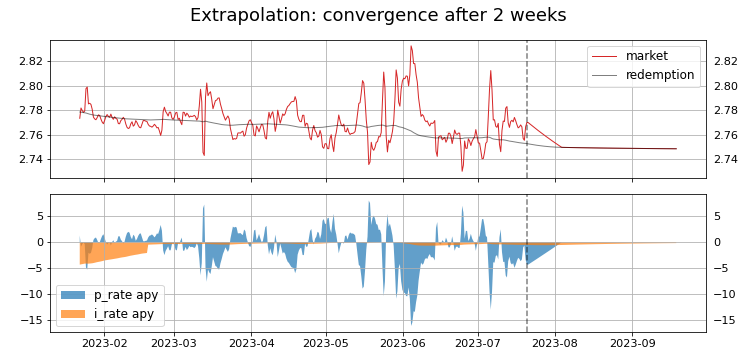 Extrapolation: convergence after 2 weeks
2.82 2.82
2.80 2.80
2.78 2.78
2.76 2.76
2.74 2.74
market
redemption
5 5
0 0
−5 −5
−10 −10
−15 −15
p_rate apy
i_rate apy
2023-02 2023-03 2023-04 2023-05 2023-06 2023-07 2023-08 2023-09